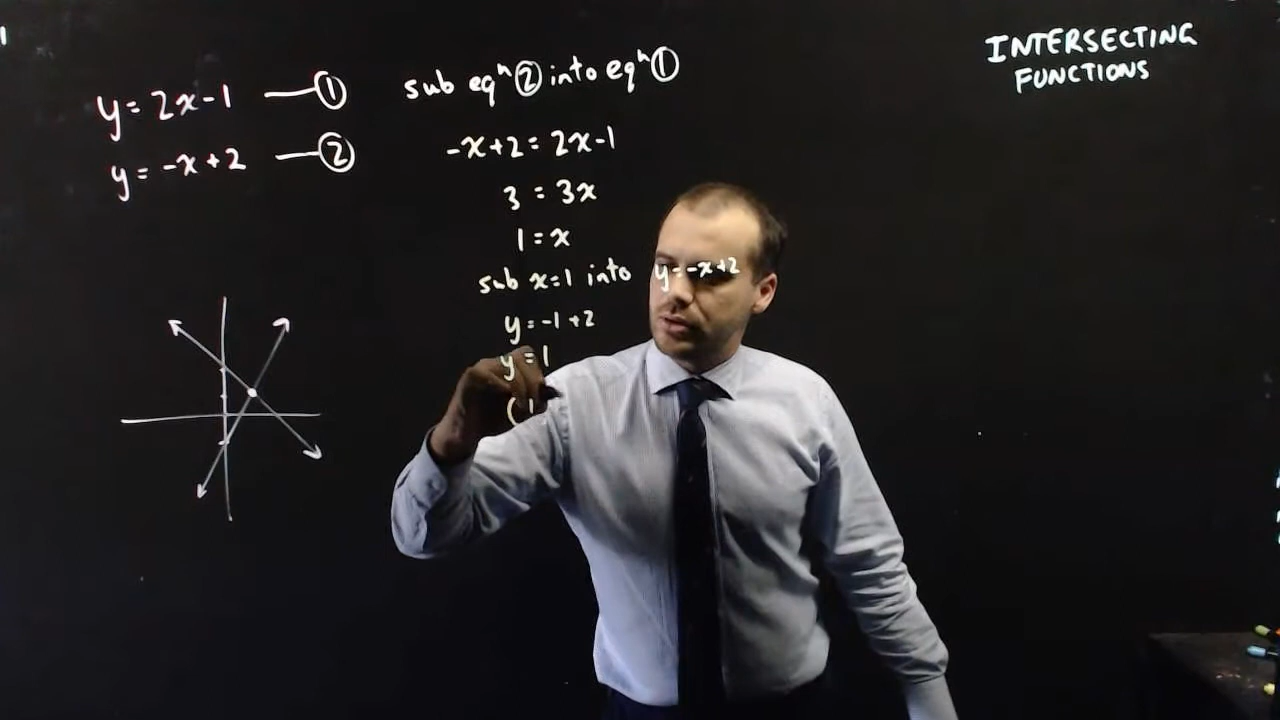 y = 2x-1 — ①
y = -x+2 — ②
sub eqⁿ ② into eqⁿ ①
-x+2 = 2x-1
3 = 3x
1 = x
sub x=1 into y=-x+2
y = -1+2
y = 1
(1
INTERSECTING
FUNCTIONS